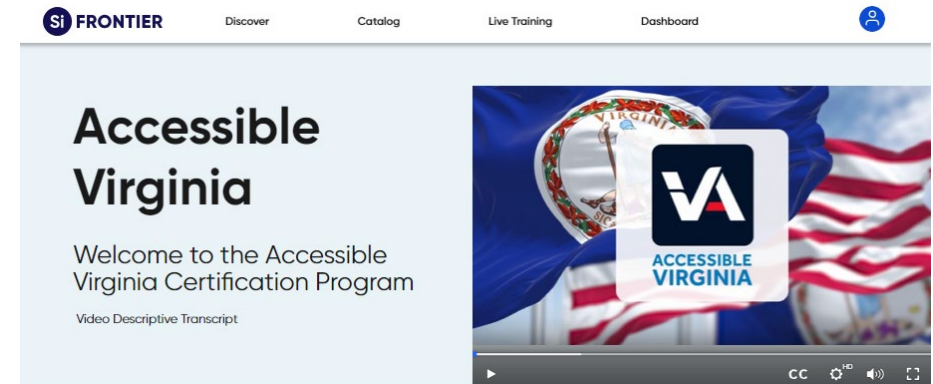 Si FRONTIER
Discover
Catalog
Live Training
Dashboard
Accessible
Virginia
Welcome to the Accessible
Virginia Certification Program
Video Descriptive Transcript
VIRGINIA
VA
ACCESSIBLE
VIRGINIA
CC
HD